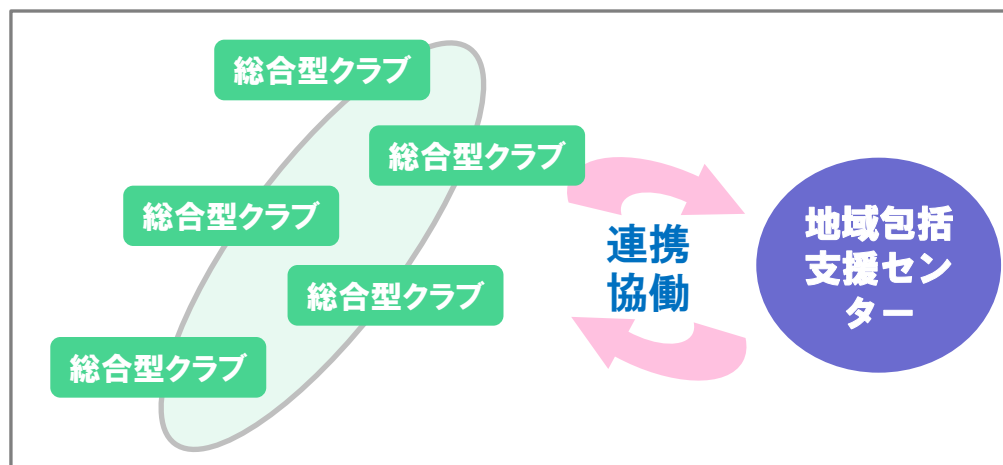 総合型クラブ
総合型クラブ
総合型クラブ
総合型クラブ
総合型クラブ
連携
協働
地域包括
支援セン
ター